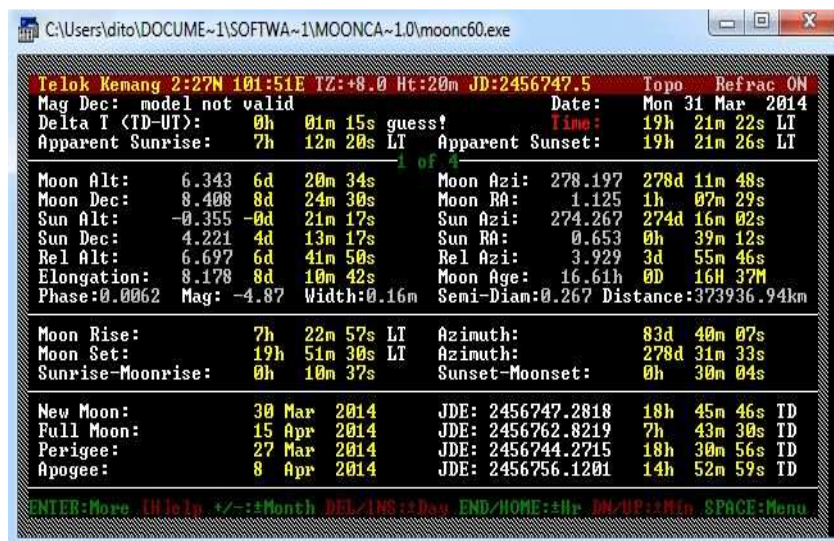 C:\Users\dito\DOCUME~1\SOFTWA~1\MOONCA~1.0\moonc60.exe
Telok Kemang 2:27N 101:51E TZ:+8.0 Ht:20m JD:2456747.5 Topo Refrac ON
Mag Dec: model not valid Date: Mon 31 Mar 2014
Delta T (TD-UT): 0h 01m 15s guess! Time: 19h 21m 22s LT
Apparent Sunrise: 7h 12m 20s LT Apparent Sunset: 19h 21m 26s LT
1 of 4
Moon Alt: 6.343 6d 20m 34s Moon Azi: 278.197 278d 11m 48s
Moon Dec: 8.408 8d 24m 30s Moon RA: 1.125 1h 07m 29s
Sun Alt: -0.355 -0d 21m 17s Sun Azi: 274.267 274d 16m 02s
Sun Dec: 4.221 4d 13m 17s Sun RA: 0.653 0h 39m 12s
Rel Alt: 6.697 6d 41m 50s Rel Azi: 3.929 3d 55m 46s
Elongation: 8.178 8d 10m 42s Moon Age: 16.61h 0D 16H 37M
Phase:0.0062 Mag: -4.87 Width:0.16m Semi-Diam:0.267 Distance:373936.94km
Moon Rise: 7h 22m 57s LT Azimuth: 83d 40m 07s
Moon Set: 19h 51m 30s LT Azimuth: 278d 31m 33s
Sunrise-Moonrise: 0h 10m 37s Sunset-Moonset: 0h 30m 04s
New Moon: 30 Mar 2014 JDE: 2456747.2818 18h 45m 46s TD
Full Moon: 15 Apr 2014 JDE: 2456762.8219 7h 43m 30s TD
Perigee: 27 Mar 2014 JDE: 2456744.2715 18h 30m 56s TD
Apogee: 8 Apr 2014 JDE: 2456756.1201 14h 52m 59s TD
ENTER:More [H]elp +/-:±Month DEL/INS:±Day END/HOME:±Hr DN/UP:±Min SPACE:Menu